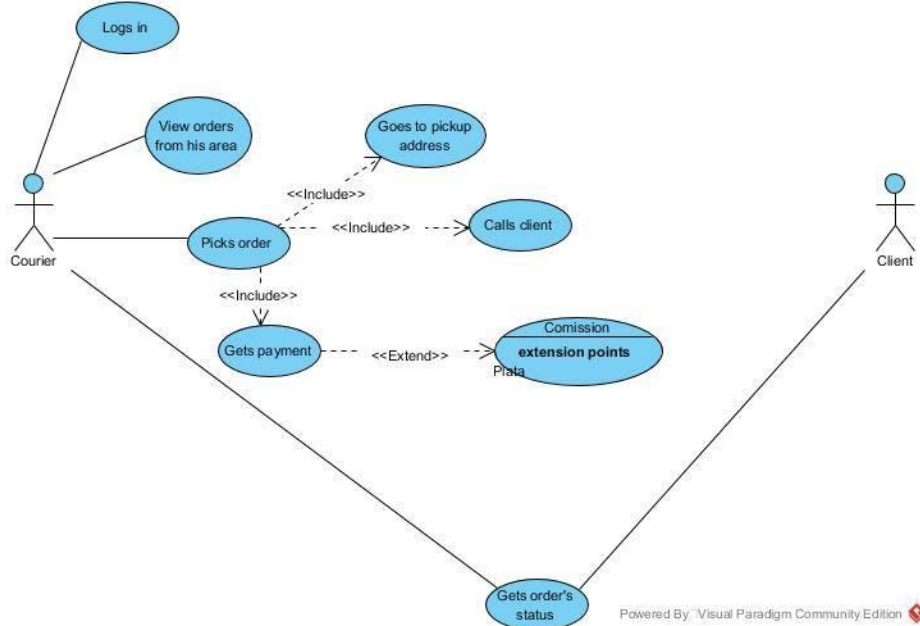 Logs in
View orders
from his area
Goes to pickup
address
<<Include>>
<<Include>>
Calls client
Picks order
Courier
Client
<<Include>>
Gets payment
<<Extend>>
Comission
extension points
Plata
Gets order's
status
Powered By Visual Paradigm Community Edition